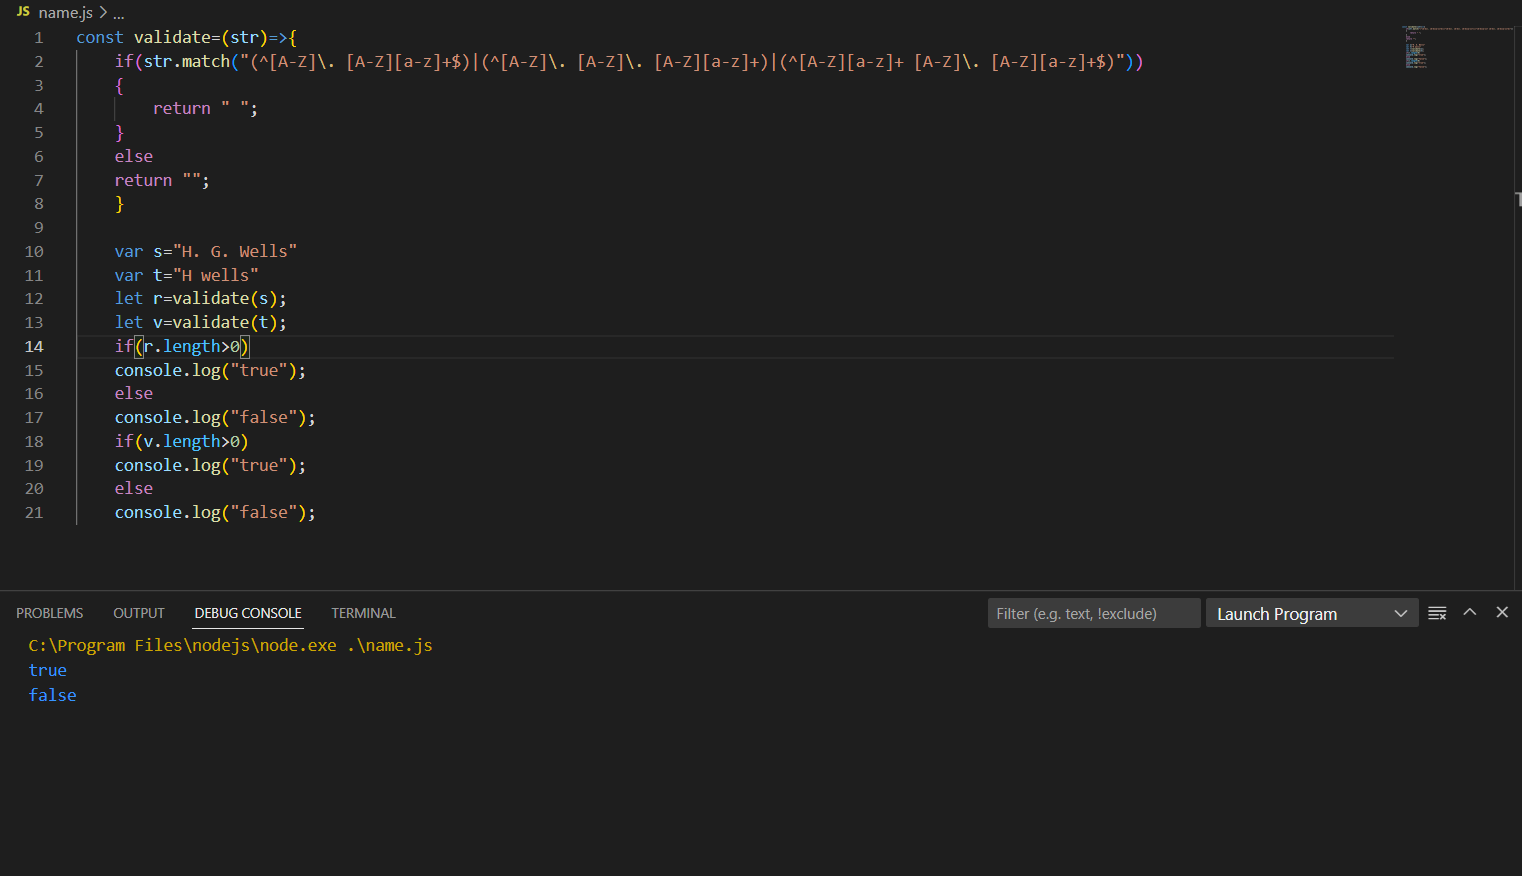 JS name.js > ...
1 const validate=(str)=>{
2 if(str.match("(^[A-Z]\. [A-Z][a-z]+$)|(^[A-Z]\. [A-Z]\. [A-Z][a-z]+)|(^[A-Z][a-z]+ [A-Z]\. [A-Z][a-z]+$)"))
3 {
4 return " ";
5 }
6 else
7 return "";
8 }
9
10 var s="H. G. Wells"
11 var t="H wells"
12 let r=validate(s);
13 let v=validate(t);
14 if(r.length>0)
15 console.log("true");
16 else
17 console.log("false");
18 if(v.length>0)
19 console.log("true");
20 else
21 console.log("false");
PROBLEMS OUTPUT DEBUG CONSOLE TERMINAL Filter (e.g. text, !exclude) Launch Program
C:\Program Files\nodejs\node.exe .\name.js
true
false